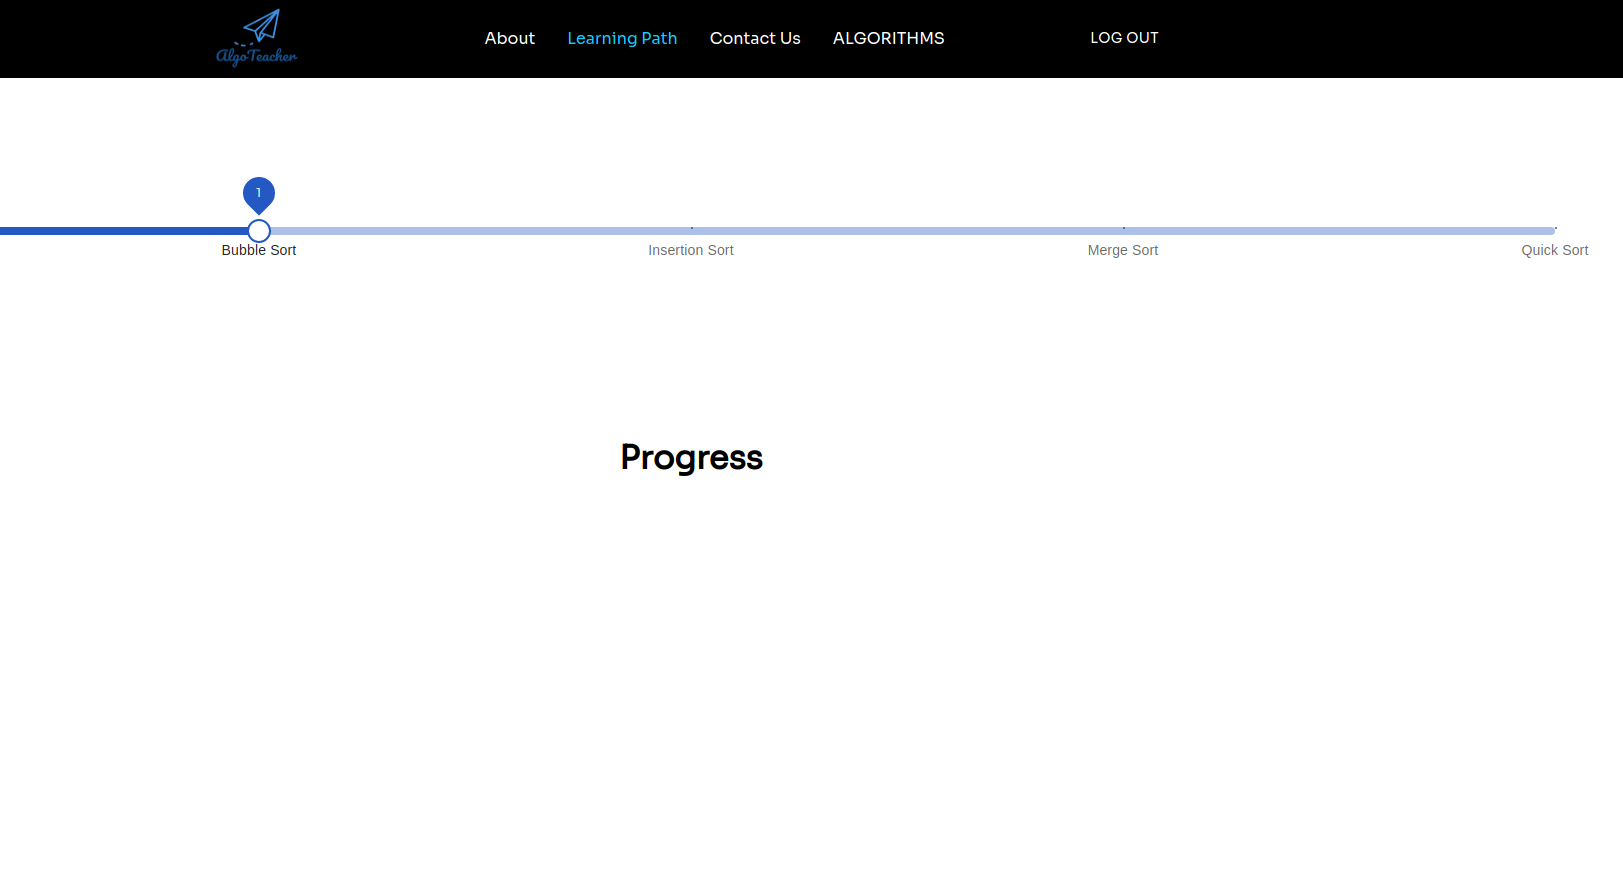 AlgoTeacher
About Learning Path Contact Us ALGORITHMS LOG OUT
1
Bubble Sort Insertion Sort Merge Sort Quick Sort
Progress